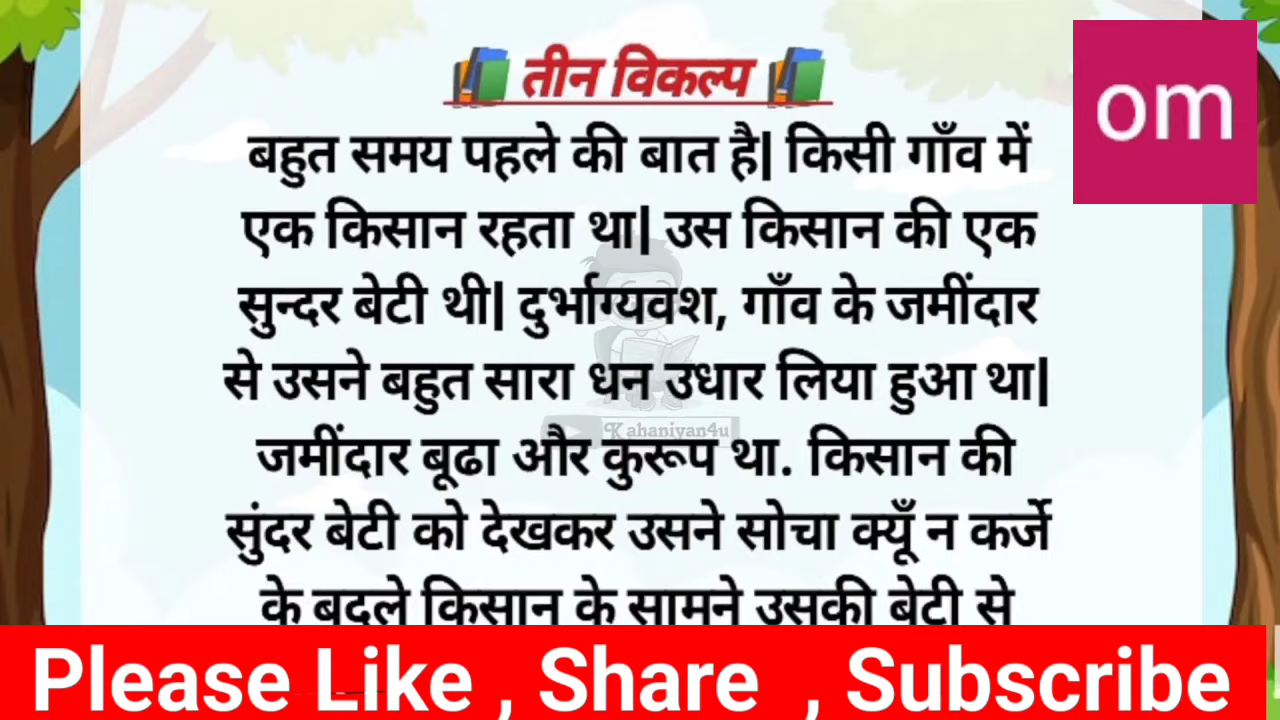 तीन विकल्प
om
बहुत समय पहले की बात है| किसी गाँव में
एक किसान रहता था| उस किसान की एक
सुन्दर बेटी थी| दुर्भाग्यवश, गाँव के जमींदार
से उसने बहुत सारा धन उधार लिया हुआ था|
Kahaniyan4u
जमींदार बूढा और कुरूप था. किसान की
सुंदर बेटी को देखकर उसने सोचा क्यूँ न कर्जे
के बदले किसान के सामने उसकी बेटी से
Please Like , Share , Subscribe